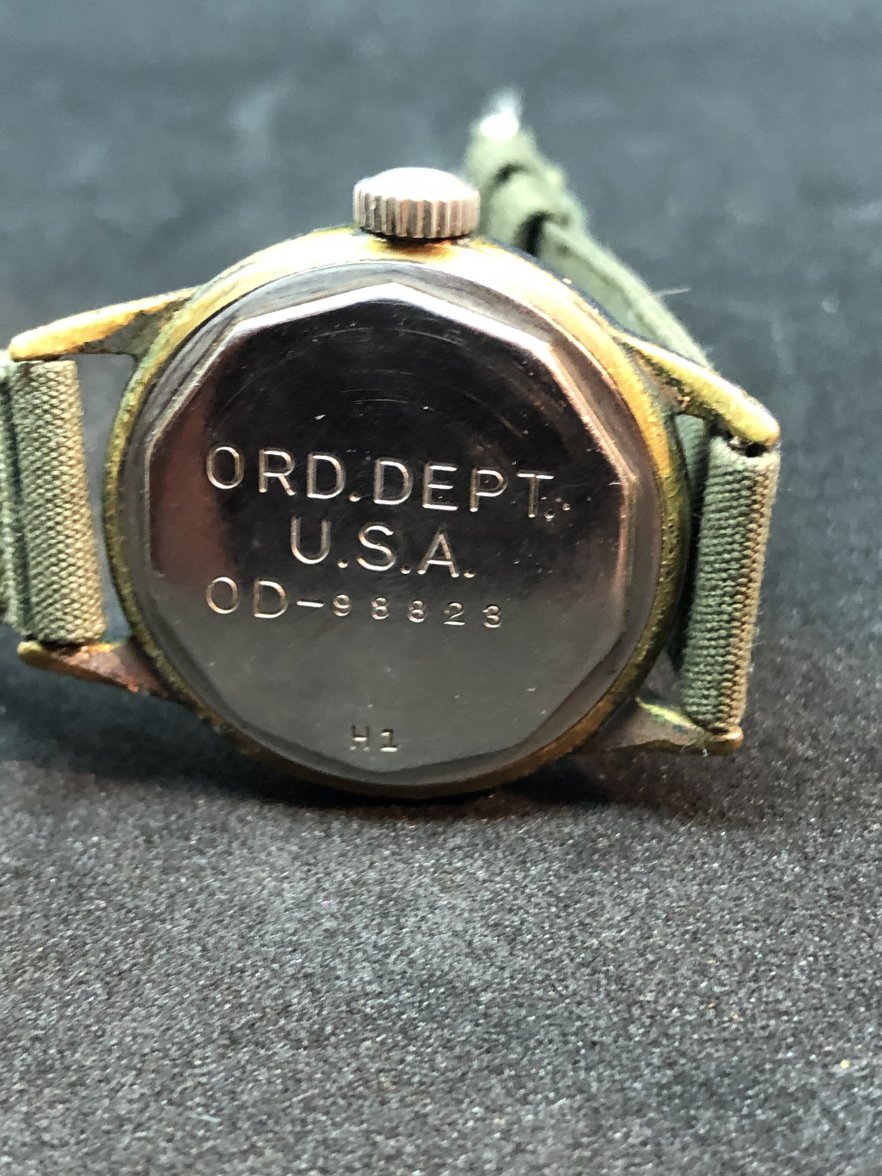 ORD.DEPT.
U.S.A.
OD-98823
H1